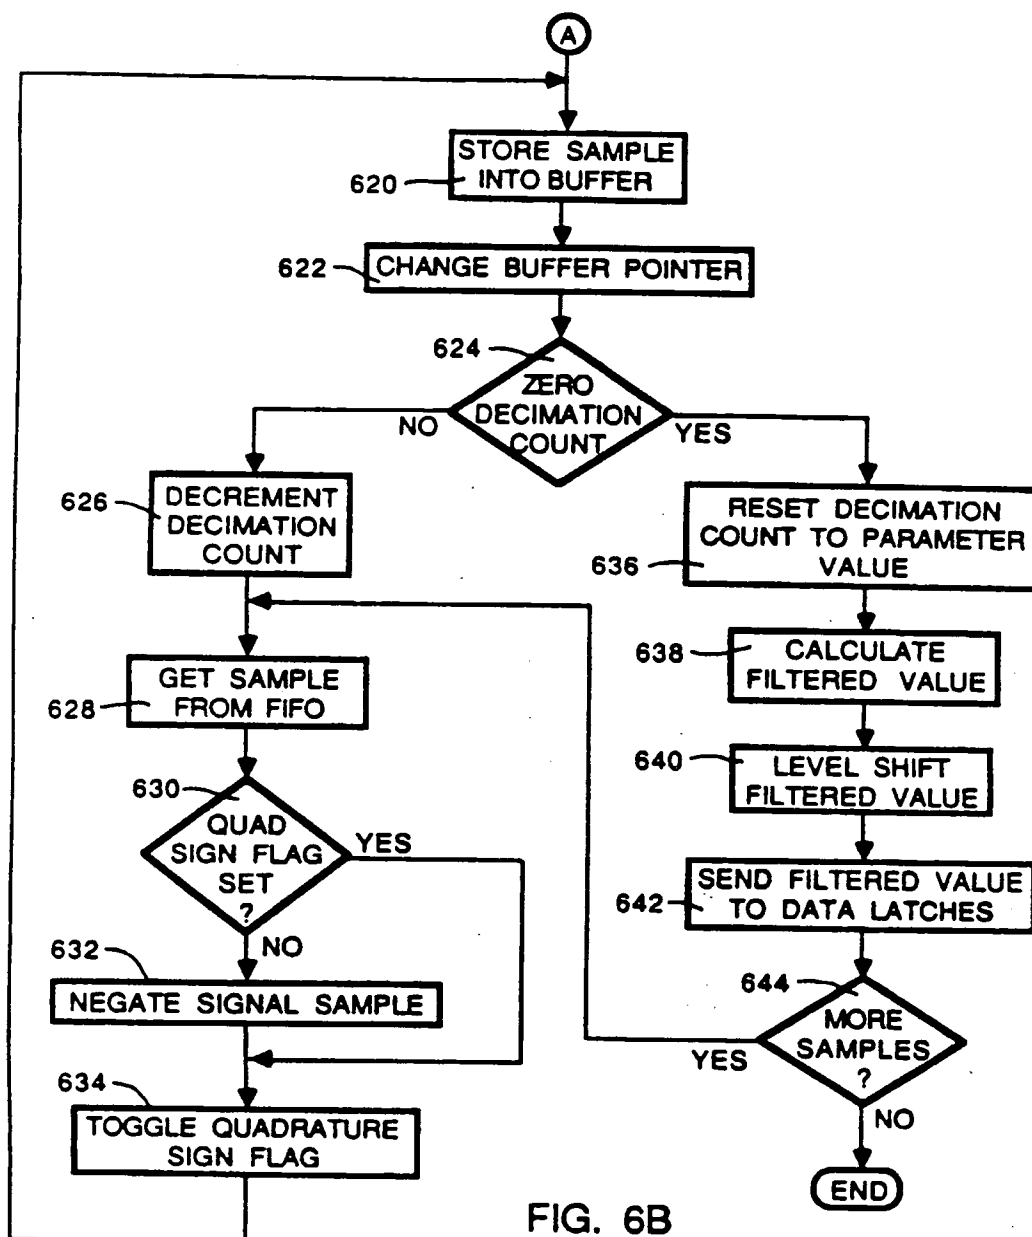 A
STORE SAMPLE
INTO BUFFER
620
CHANGE BUFFER POINTER
622
624
ZERO
DECIMATION
COUNT
NO
YES
626
DECREMENT
DECIMATION
COUNT
RESET DECIMATION
COUNT TO PARAMETER
VALUE
636
638
CALCULATE
FILTERED VALUE
GET SAMPLE
FROM FIFO
628
640
LEVEL SHIFT
FILTERED VALUE
630
QUAD
SIGN FLAG
SET
?
YES
NO
642
SEND FILTERED VALUE
TO DATA LATCHES
632
NEGATE SIGNAL SAMPLE
644
MORE
SAMPLES
?
YES
NO
634
TOGGLE QUADRATURE
SIGN FLAG
END
FIG. 6B